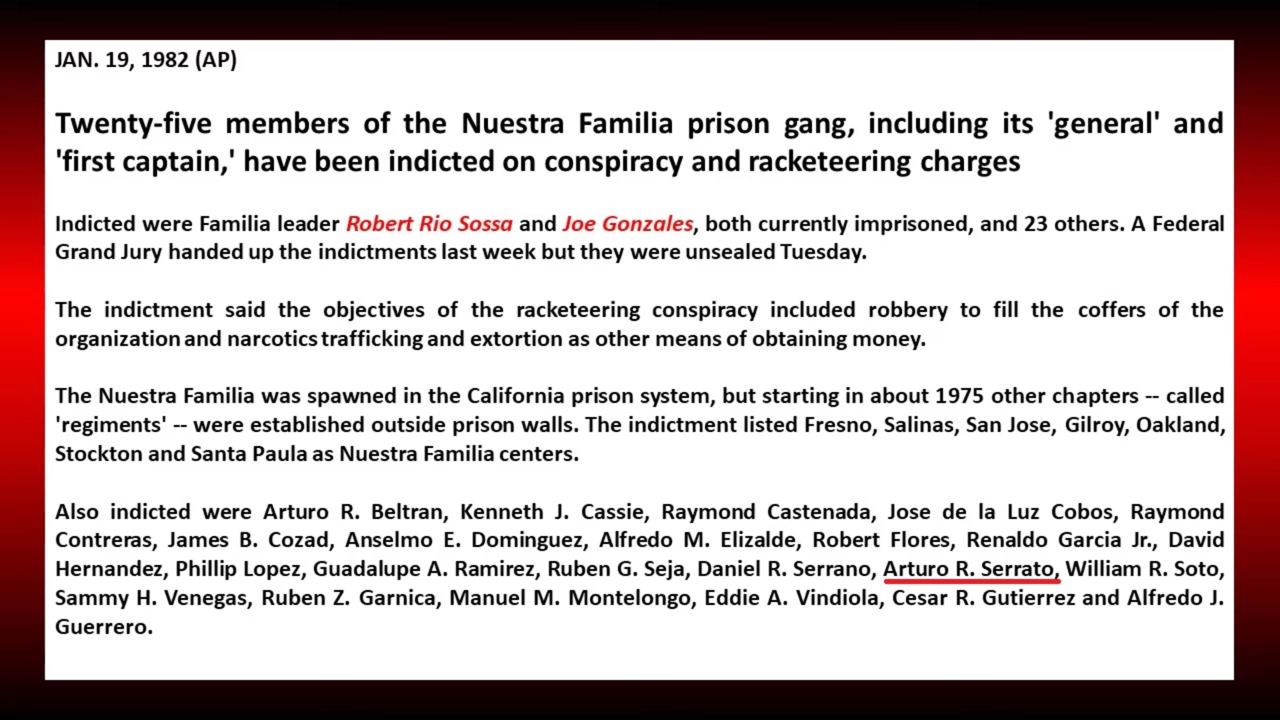 JAN. 19, 1982 (AP)
Twenty-five members of the Nuestra Familia prison gang, including its 'general' and
'first captain,' have been indicted on conspiracy and racketeering charges
Indicted were Familia leader Robert Rio Sossa and Joe Gonzales, both currently imprisoned, and 23 others. A Federal
Grand Jury handed up the indictments last week but they were unsealed Tuesday.
The indictment said the objectives of the racketeering conspiracy included robbery to fill the coffers of the
organization and narcotics trafficking and extortion as other means of obtaining money.
The Nuestra Familia was spawned in the California prison system, but starting in about 1975 other chapters -- called
'regiments' -- were established outside prison walls. The indictment listed Fresno, Salinas, San Jose, Gilroy, Oakland,
Stockton and Santa Paula as Nuestra Familia centers.
Also indicted were Arturo R. Beltran, Kenneth J. Cassie, Raymond Castenada, Jose de la Luz Cobos, Raymond
Contreras, James B. Cozad, Anselmo E. Dominguez, Alfredo M. Elizalde, Robert Flores, Renaldo Garcia Jr., David
Hernandez, Phillip Lopez, Guadalupe A. Ramirez, Ruben G. Seja, Daniel R. Serrano, Arturo R. Serrato, William R. Soto,
Sammy H. Venegas, Ruben Z. Garnica, Manuel M. Montelongo, Eddie A. Vindiola, Cesar R. Gutierrez and Alfredo J.
Guerrero.